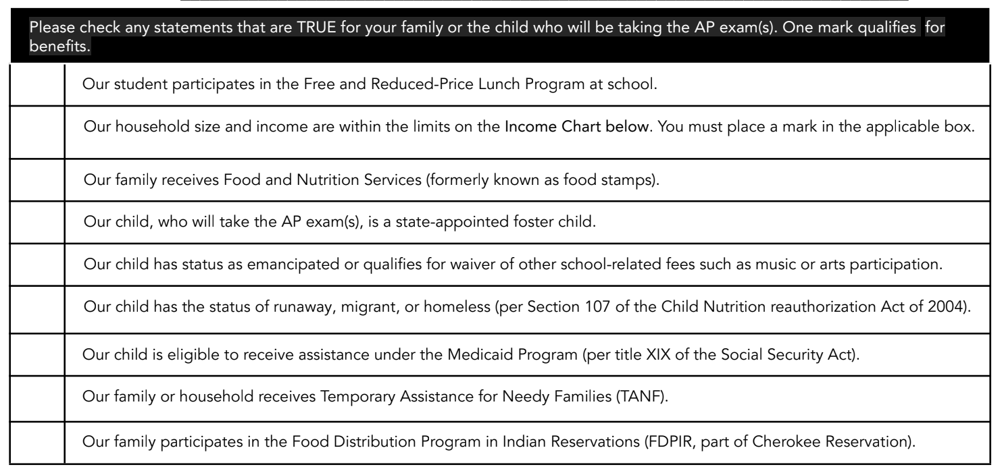 Please check any statements that are TRUE for your family or the child who will be taking the AP exam(s). One mark qualifies for
benefits.
Our student participates in the Free and Reduced-Price Lunch Program at school.
Our household size and income are within the limits on the Income Chart below. You must place a mark in the applicable box.
Our family receives Food and Nutrition Services (formerly known as food stamps).
Our child, who will take the AP exam(s), is a state-appointed foster child.
Our child has status as emancipated or qualifies for waiver of other school-related fees such as music or arts participation.
Our child has the status of runaway, migrant, or homeless (per Section 107 of the Child Nutrition reauthorization Act of 2004).
Our child is eligible to receive assistance under the Medicaid Program (per title XIX of the Social Security Act).
Our family or household receives Temporary Assistance for Needy Families (TANF).
Our family participates in the Food Distribution Program in Indian Reservations (FDPIR, part of Cherokee Reservation).